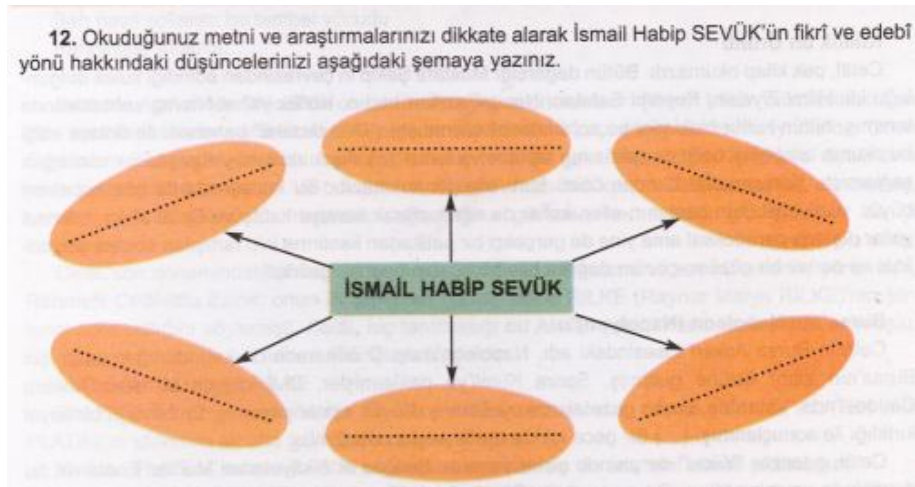 12. Okuduğunuz metni ve araştırmalarınızı dikkate alarak İsmail Habip SEVÜK'ün fikrî ve edebî
yönü hakkındaki düşüncelerinizi aşağıdaki şemaya yazınız.
İSMAİL HABİP SEVÜK